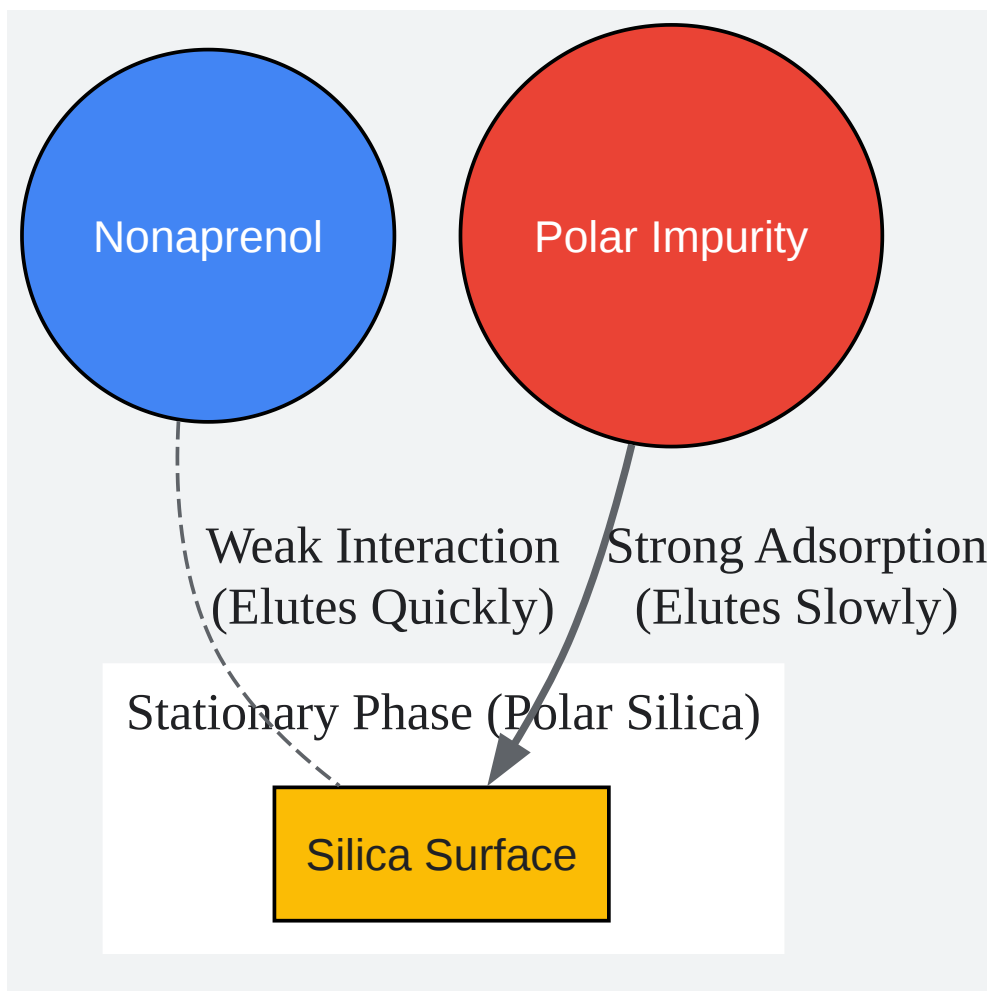 Nonaprenol
Polar Impurity
Weak Interaction
(Elutes Quickly)
Strong Adsorption
(Elutes Slowly)
Stationary Phase (Polar Silica)
Silica Surface